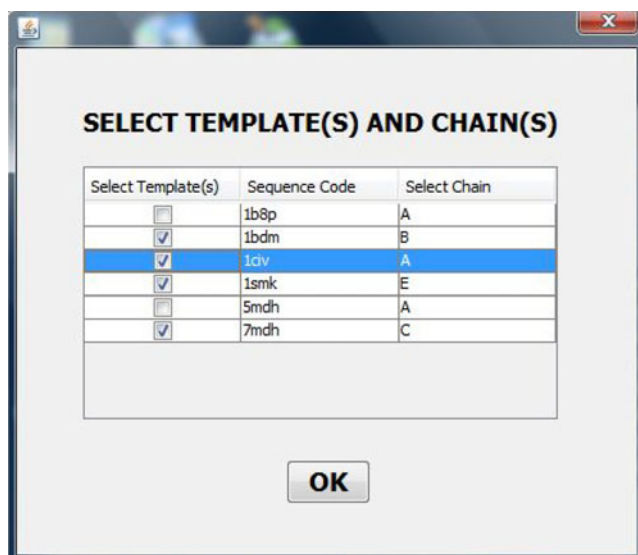 SELECT TEMPLATE(S) AND CHAIN(S)
Select Template(s) Sequence Code Select Chain
1b8p A
1bdm B
1civ A
1smk E
5mdh A
7mdh C
OK